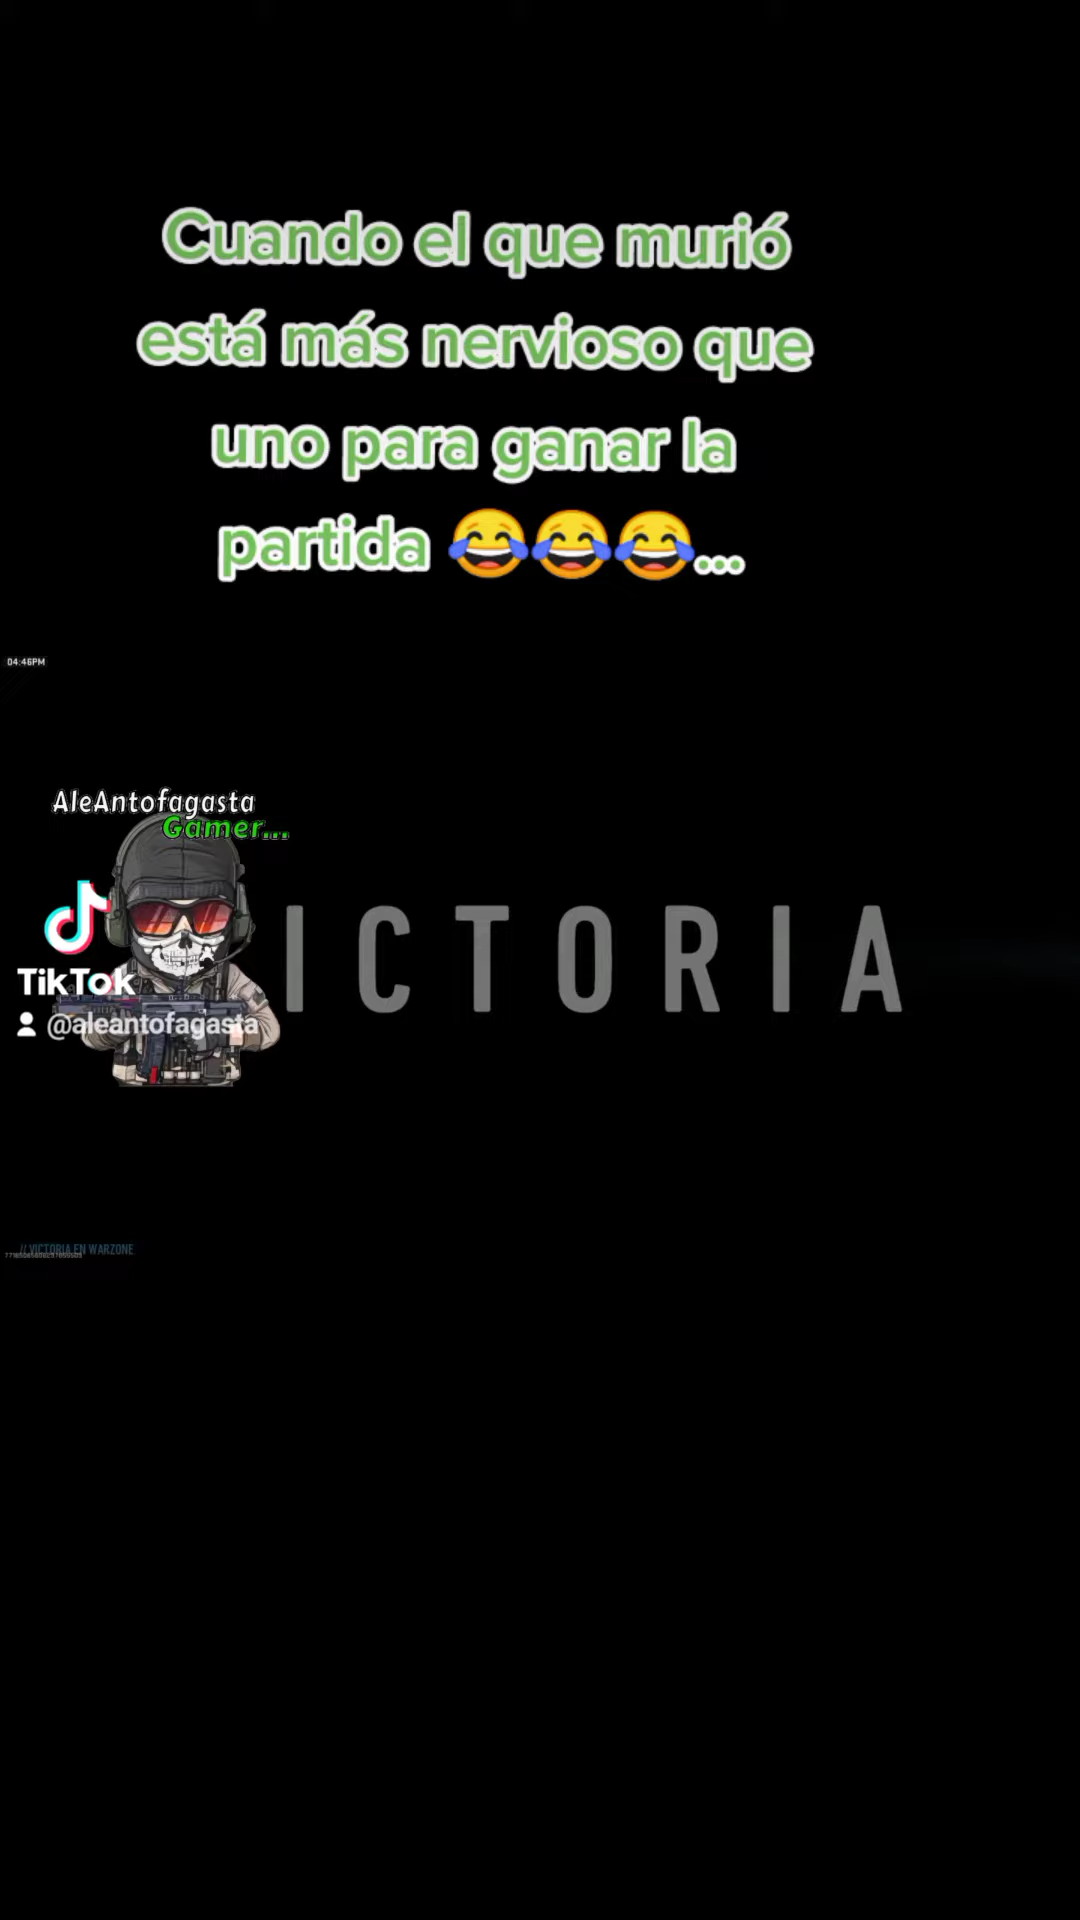 Cuando el que murió
está más nervioso que
uno para ganar la
partida 😂😂😂...
04:46PM
AleAntofagasta
Gamer...
ICTORIA
TikTok
@aleantofagasta
// VICTORIA EN WARZONE